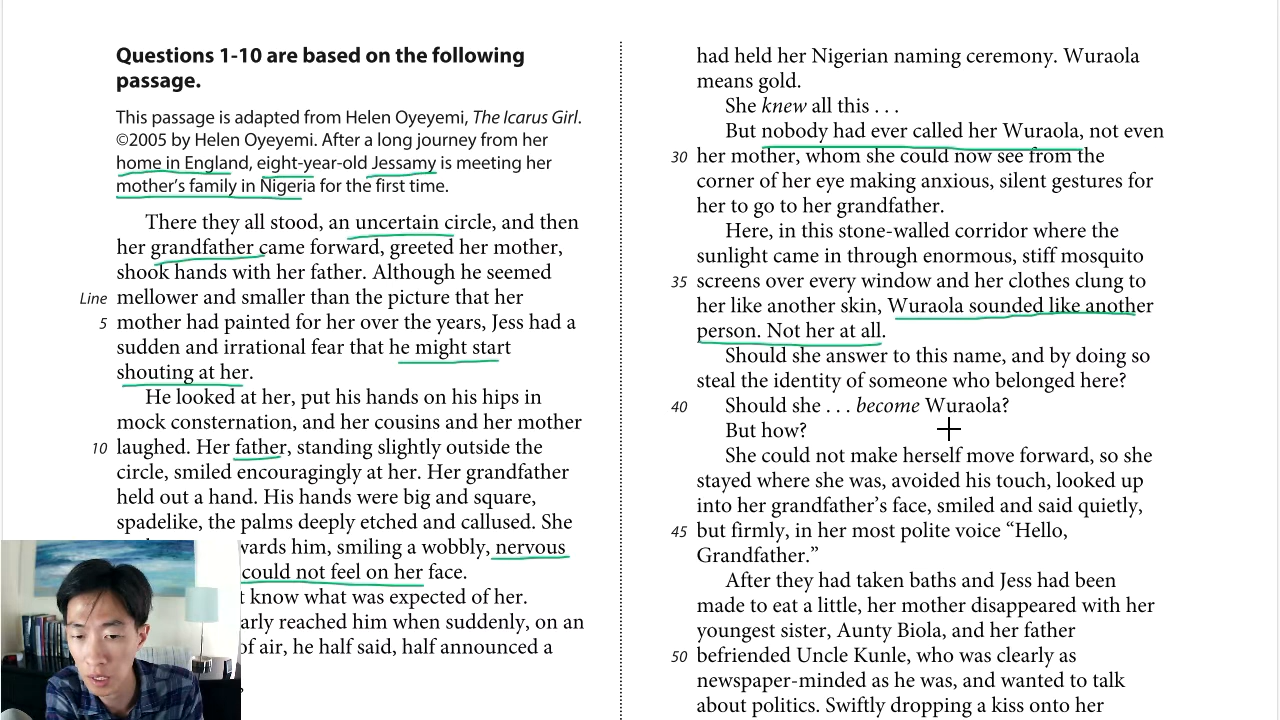 Questions 1-10 are based on the following
passage.
This passage is adapted from Helen Oyeyemi, The Icarus Girl.
©2005 by Helen Oyeyemi. After a long journey from her
home in England, eight-year-old Jessamy is meeting her
mother's family in Nigeria for the first time.
There they all stood, an uncertain circle, and then
her grandfather came forward, greeted her mother,
shook hands with her father. Although he seemed
Line mellower and smaller than the picture that her
5 mother had painted for her over the years, Jess had a
sudden and irrational fear that he might start
shouting at her.
He looked at her, put his hands on his hips in
mock consternation, and her cousins and her mother
10 laughed. Her father, standing slightly outside the
circle, smiled encouragingly at her. Her grandfather
held out a hand. His hands were big and square,
spadelike, the palms deeply etched and callused. She
wards him, smiling a wobbly, nervous
could not feel on her face.
t know what was expected of her.
arly reached him when suddenly, on an
of air, he half said, half announced a
had held her Nigerian naming ceremony. Wuraola
means gold.
She knew all this . . .
But nobody had ever called her Wuraola, not even
30 her mother, whom she could now see from the
corner of her eye making anxious, silent gestures for
her to go to her grandfather.
Here, in this stone-walled corridor where the
sunlight came in through enormous, stiff mosquito
35 screens over every window and her clothes clung to
her like another skin, Wuraola sounded like another
person. Not her at all.
Should she answer to this name, and by doing so
steal the identity of someone who belonged here?
40 Should she . . . become Wuraola?
But how?
She could not make herself move forward, so she
stayed where she was, avoided his touch, looked up
into her grandfather's face, smiled and said quietly,
45 but firmly, in her most polite voice “Hello,
Grandfather.”
After they had taken baths and Jess had been
made to eat a little, her mother disappeared with her
youngest sister, Aunty Biola, and her father
50 befriended Uncle Kunle, who was clearly as
newspaper-minded as he was, and wanted to talk
about politics. Swiftly dropping a kiss onto her